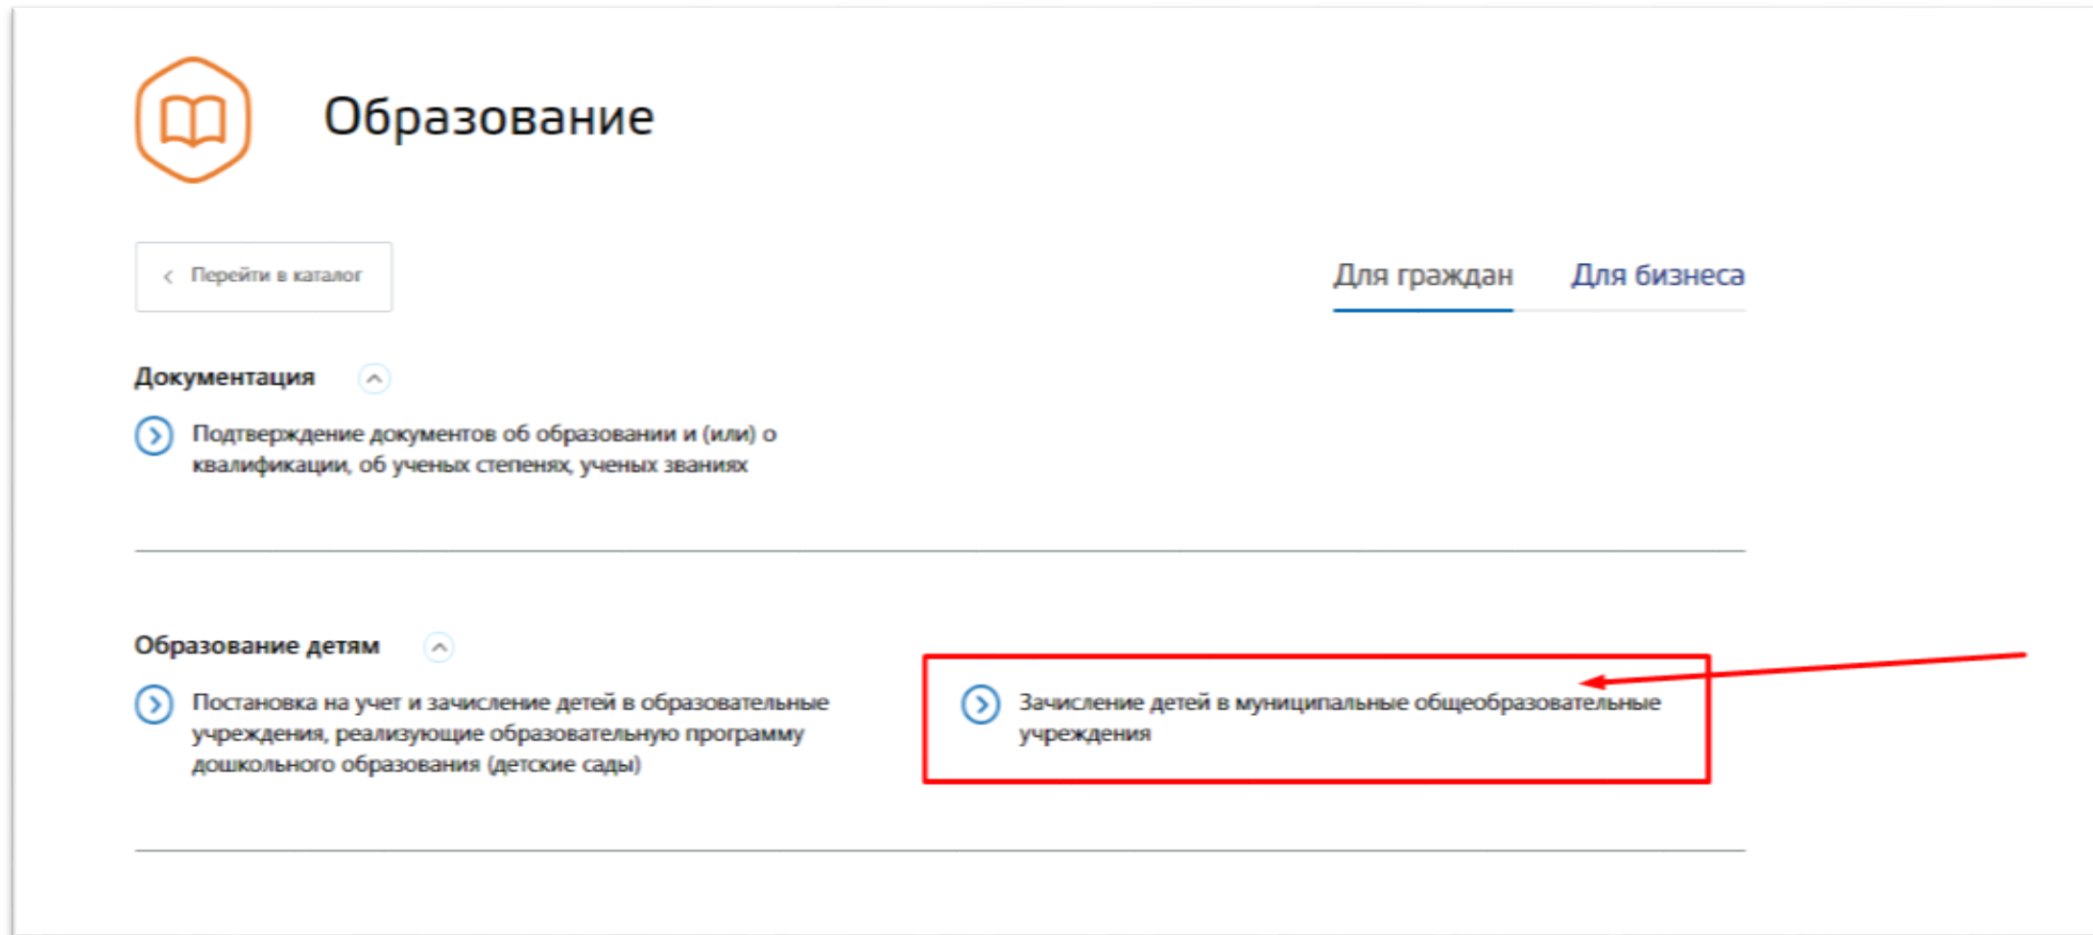 Образование
Перейти в каталог
Для граждан
Для бизнеса
Документация
Подтверждение документов об образовании и (или) о
квалификации, об ученых степенях, ученых званиях
Образование детям
Постановка на учет и зачисление детей в образовательные
учреждения, реализующие образовательную программу
дошкольного образования (детские сады)
Зачисление детей в муниципальные общеобразовательные
учреждения